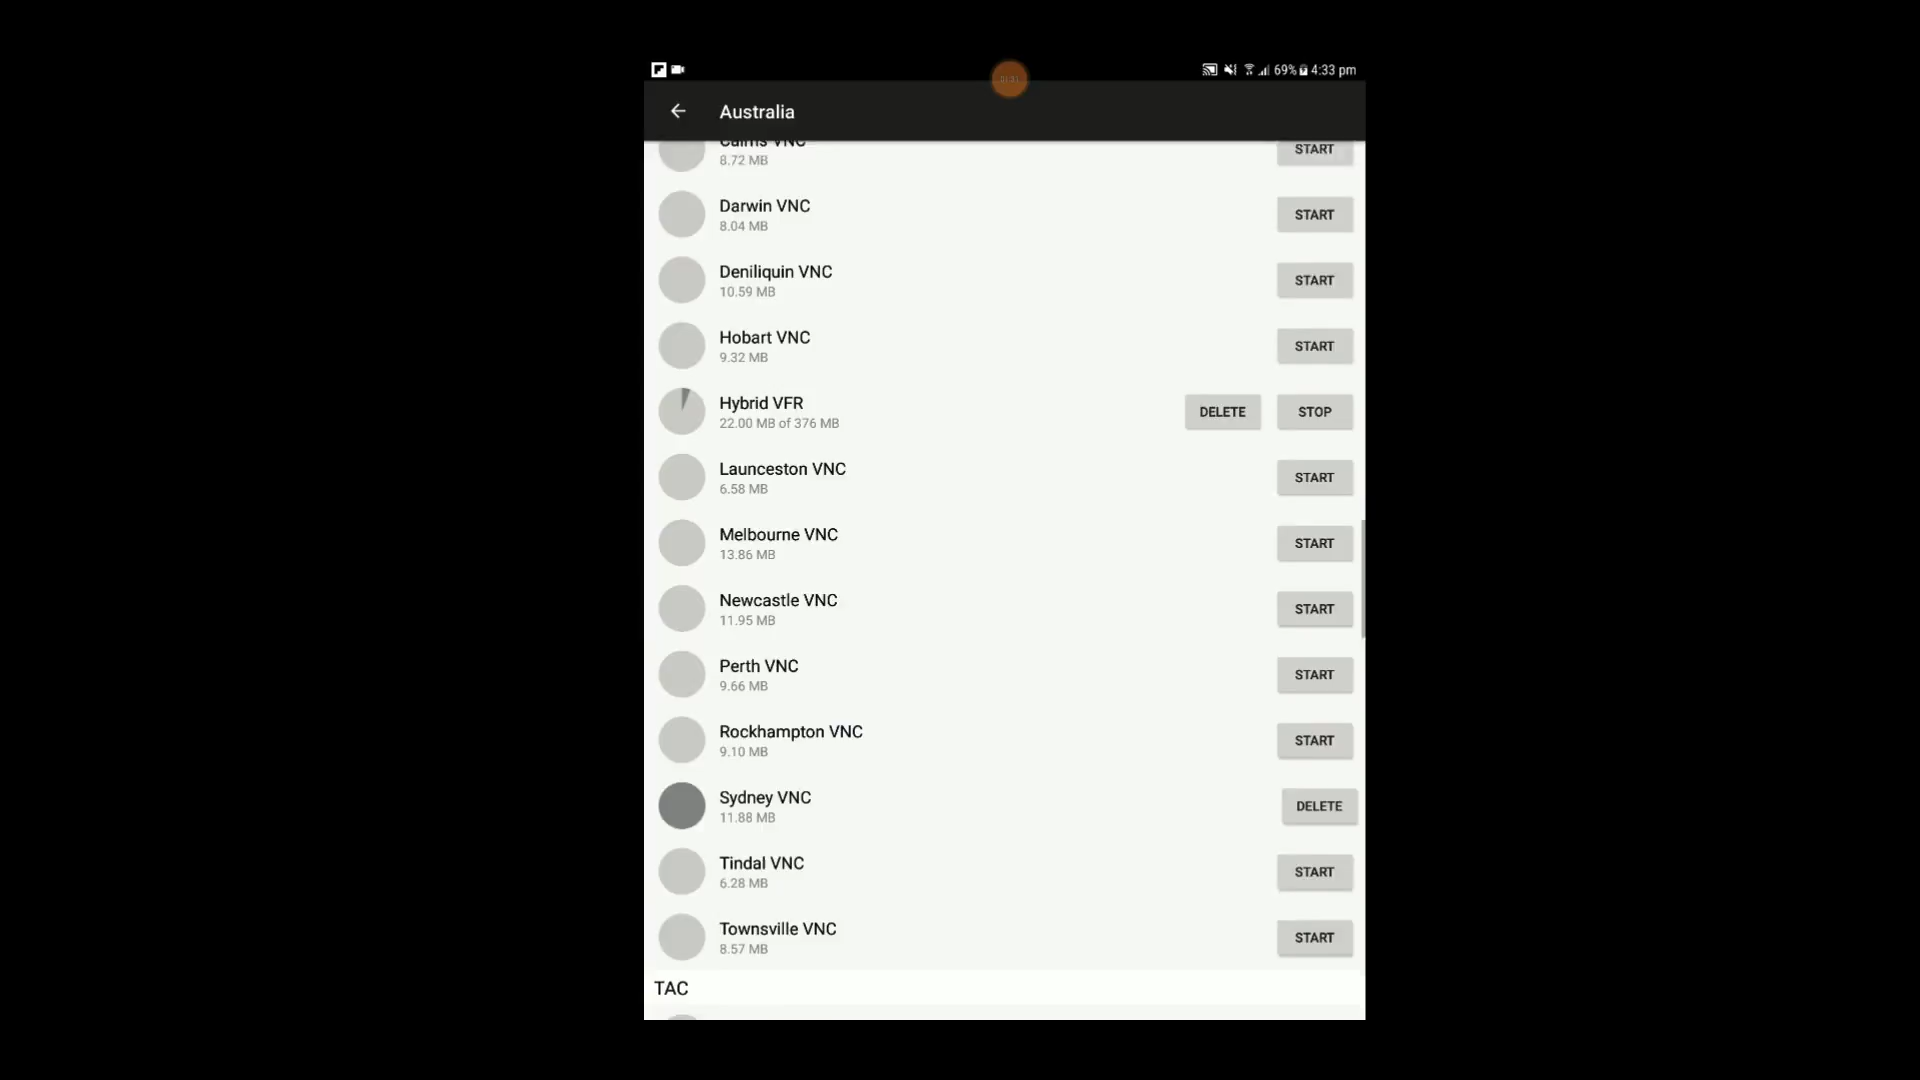 69% 4:33 pm
Australia
Cairns VNC
8.72 MB
START
Darwin VNC
8.04 MB
START
Deniliquin VNC
10.59 MB
START
Hobart VNC
9.32 MB
START
Hybrid VFR
22.00 MB of 376 MB
DELETE STOP
Launceston VNC
6.58 MB
START
Melbourne VNC
13.86 MB
START
Newcastle VNC
11.95 MB
START
Perth VNC
9.66 MB
START
Rockhampton VNC
9.10 MB
START
Sydney VNC
11.88 MB
DELETE
Tindal VNC
6.28 MB
START
Townsville VNC
8.57 MB
START
TAC